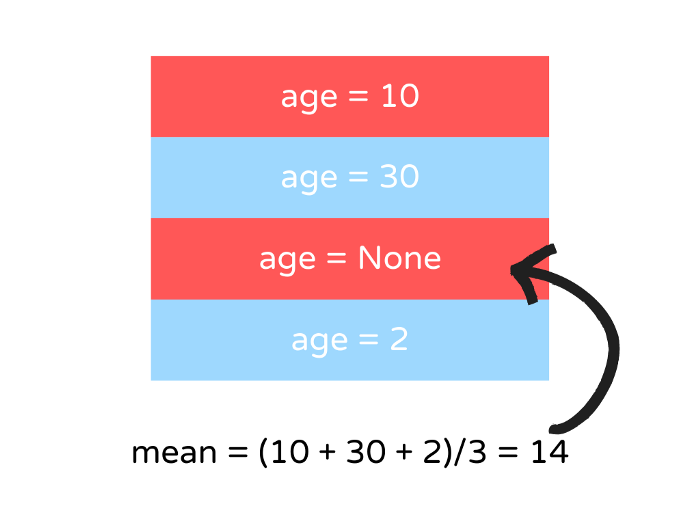 age = 10
age = 30
age = None
age = 2
mean = (10 + 30 + 2)/3 = 14